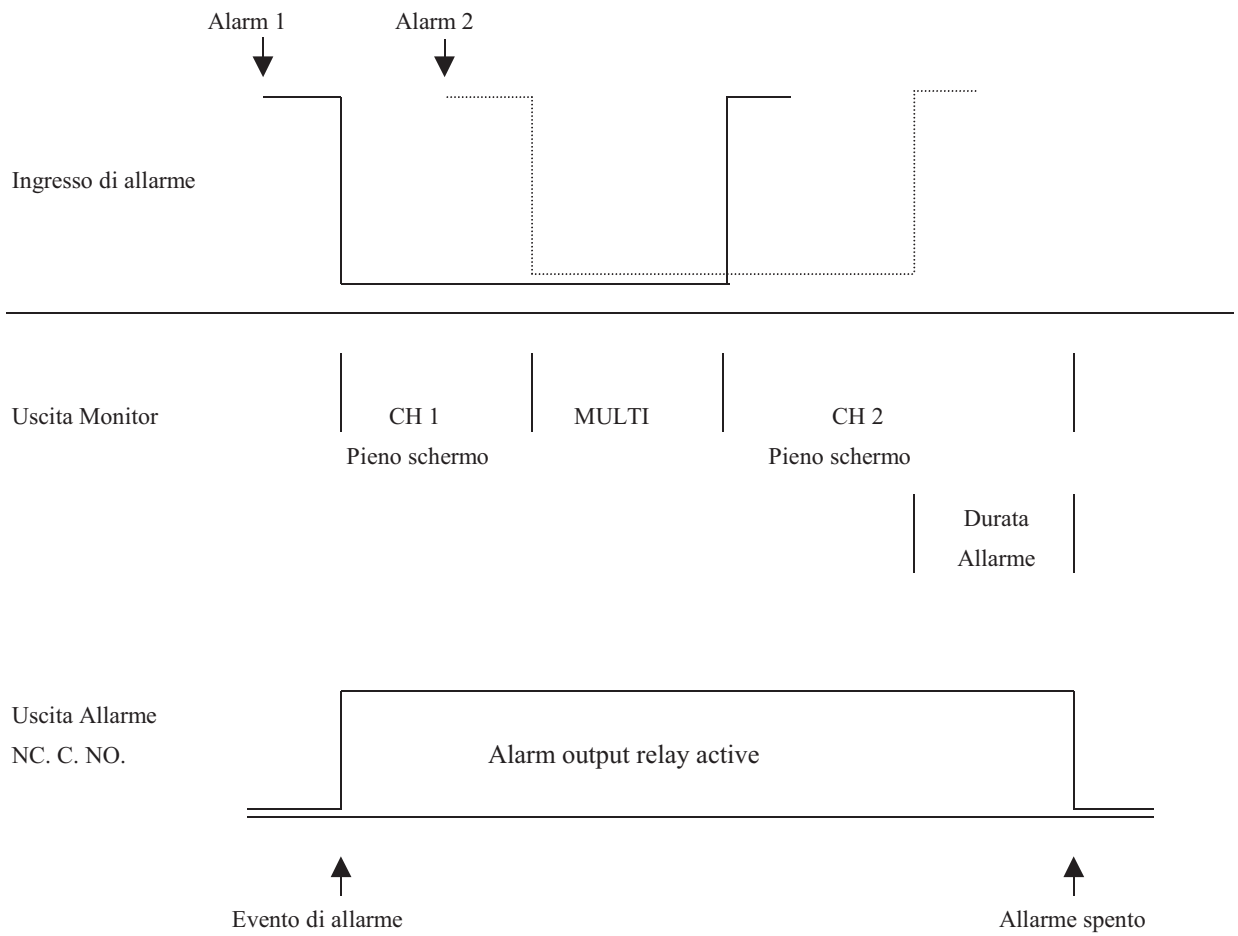 Alarm 1
Alarm 2
Ingresso di allarme
Uscita Monitor
CH 1
MULTI
CH 2
Pieno schermo
Pieno schermo
Durata
Allarme
Uscita Allarme
NC. C. NO.
Alarm output relay active
Evento di allarme
Allarme spento